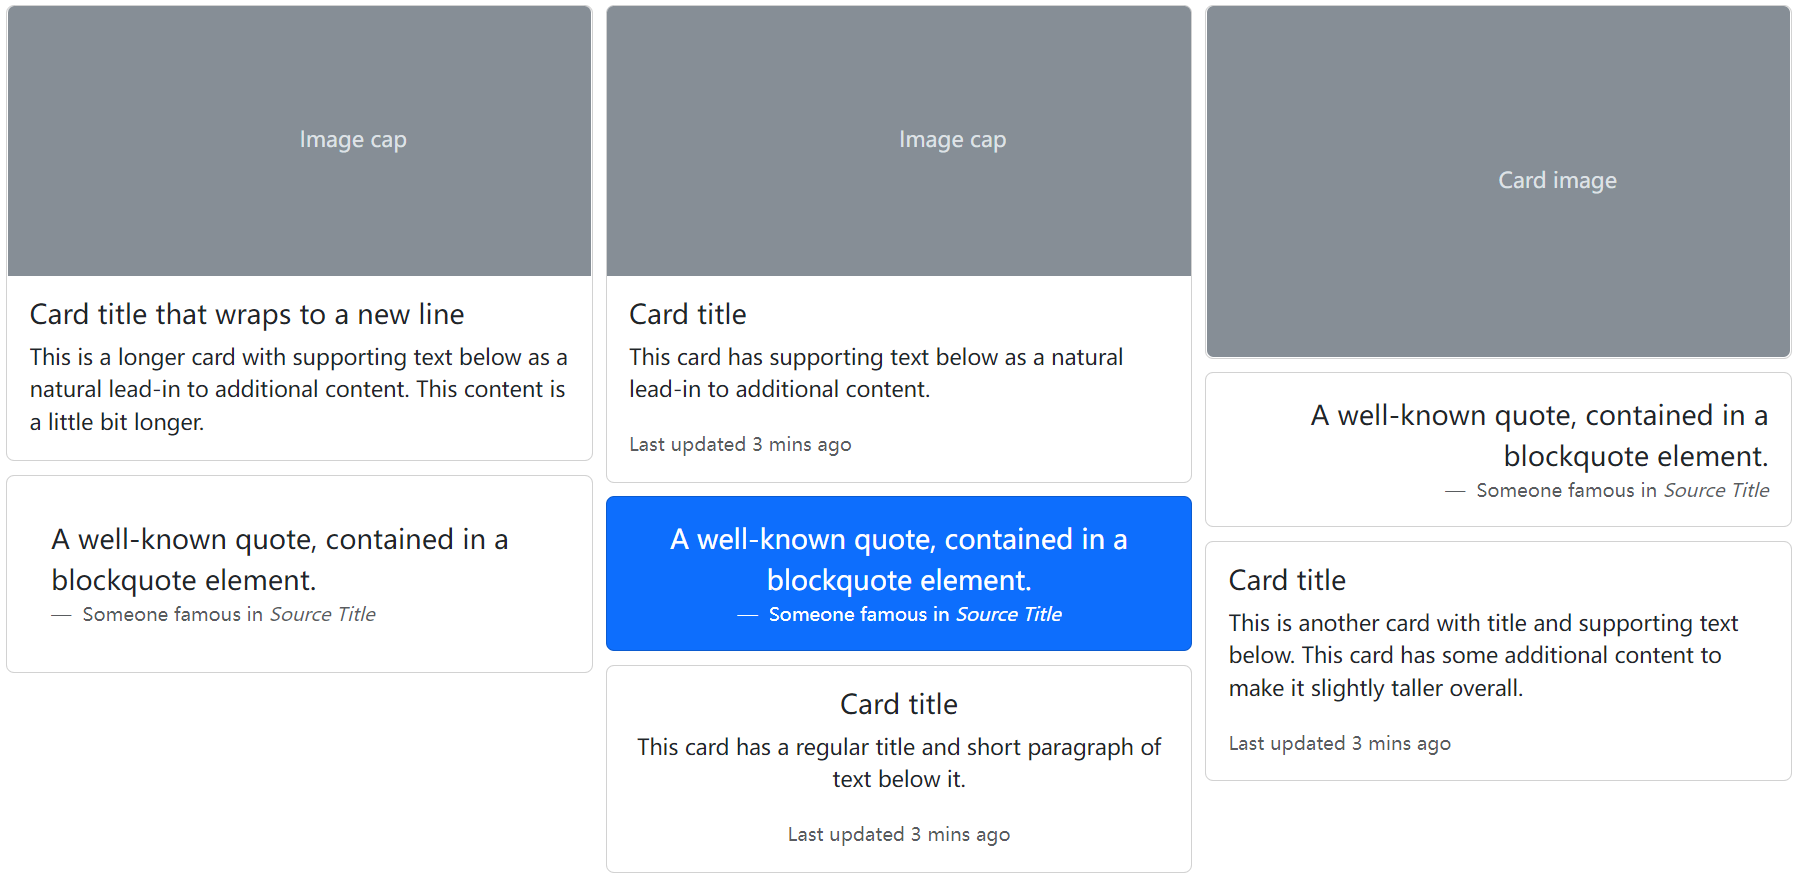 Image cap
Card title that wraps to a new line
This is a longer card with supporting text below as a
natural lead-in to additional content. This content is
a little bit longer.
A well-known quote, contained in a
blockquote element.
— Someone famous in Source Title
Image cap
Card title
This card has supporting text below as a natural
lead-in to additional content.
Last updated 3 mins ago
A well-known quote, contained in a
blockquote element.
— Someone famous in Source Title
Card title
This card has a regular title and short paragraph of
text below it.
Last updated 3 mins ago
Card image
A well-known quote, contained in a
blockquote element.
— Someone famous in Source Title
Card title
This is another card with title and supporting text
below. This card has some additional content to
make it slightly taller overall.
Last updated 3 mins ago